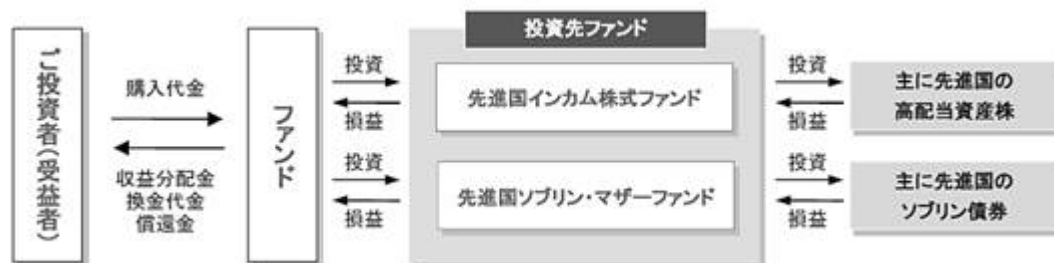 ご投資者(受益者)
購入代金
収益分配金
換金代金
償還金
ファンド
投資
損益
投資
損益
投資先ファンド
先進国インカム株式ファンド
先進国ソブリン・マザーファンド
投資
損益
投資
損益
主に先進国の
高配当資産株
主に先進国の
ソブリン債券